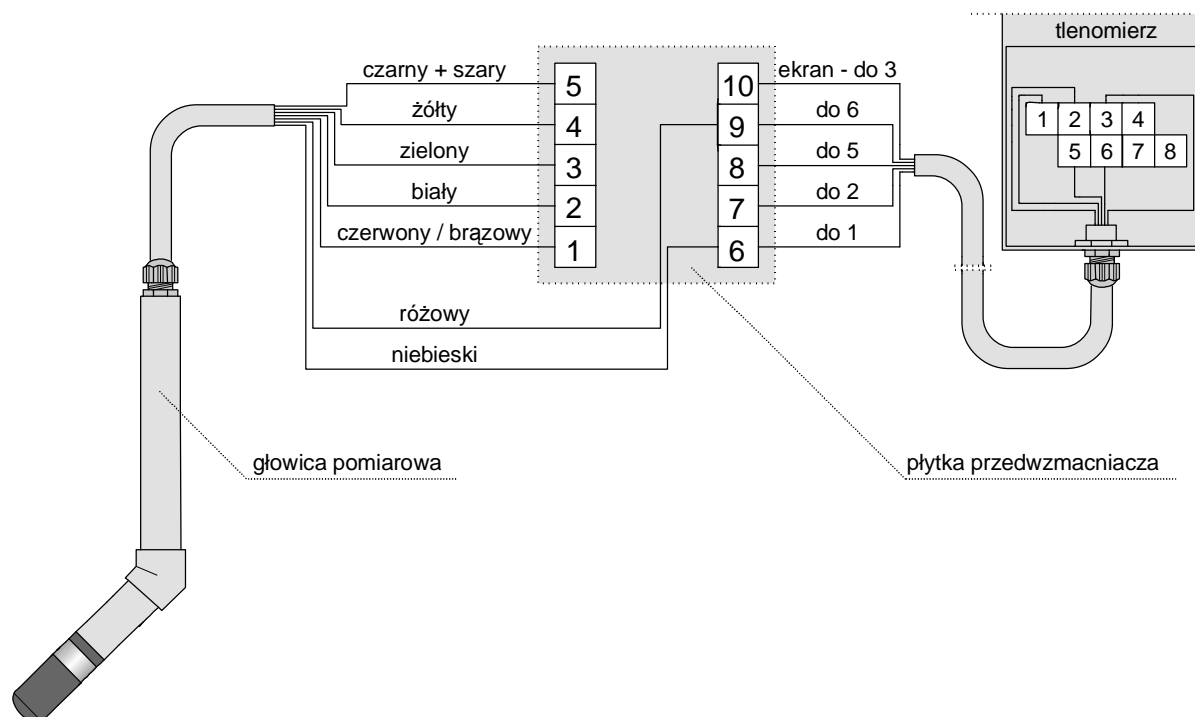 tlenomierz
czarny + szary 5 10 ekran - do 3
żółty 4 9 do 6
zielony 3 8 do 5
biały 2 7 do 2
czerwony / brązowy 1 6 do 1
1 2 3 4
5 6 7 8
różowy
niebieski
głowica pomiarowa
płytka przedwzmacniacza